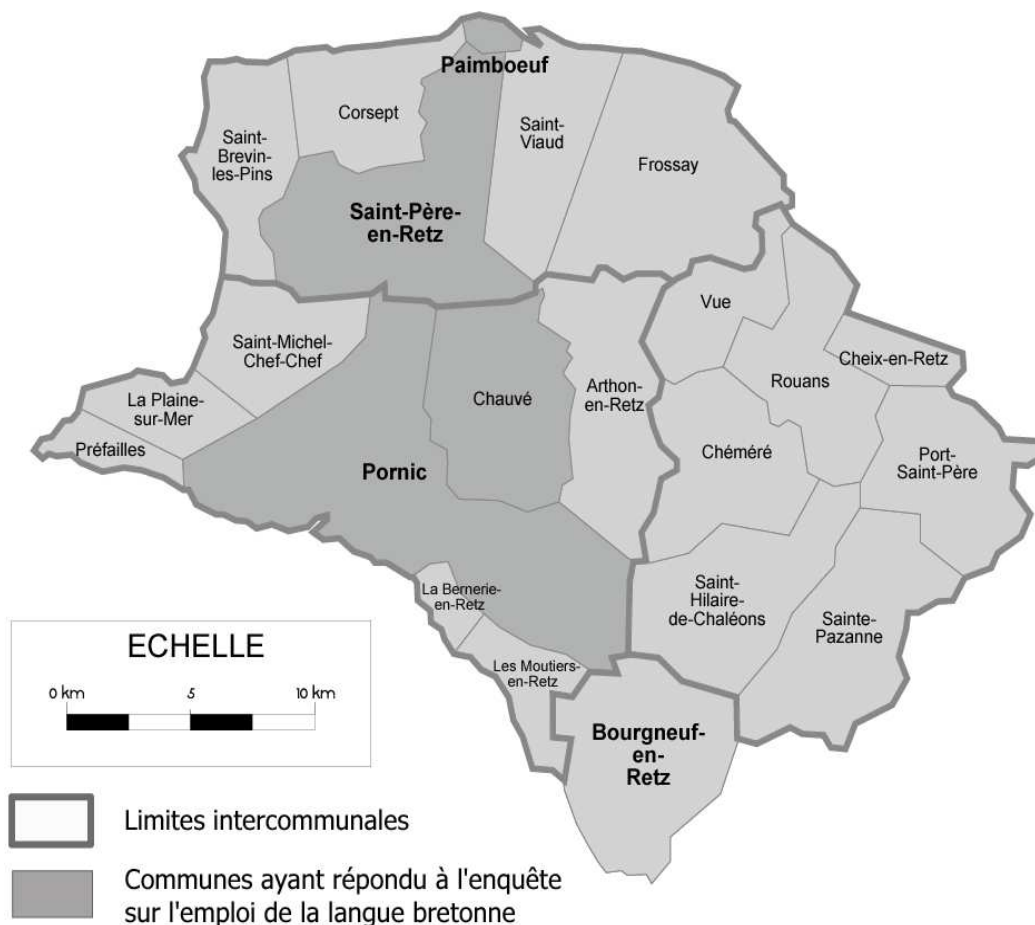 Paimboeuf
Corsept
Saint-
Brevin-
les-Pins
Saint-
Viaud
Frossay
Saint-Père-
en-Retz
Vue
Saint-Michel-
Chef-Chef
Cheix-en-Retz
Rouans
La Plaine-
sur-Mer
Chauvé
Arthon-
en-Retz
Préfailles
Pornic
Chéméré
Port-
Saint-Père
La Bernerie-
en-Retz
Saint-
Hilaire-
de-Chaléons
Sainte-
Pazanne
Les Moutiers-
en-Retz
Bourgneuf-
en-
Retz
ECHELLE
0 km 5 10 km
Limites intercommunales
Communes ayant répondu à l'enquête
sur l'emploi de la langue bretonne